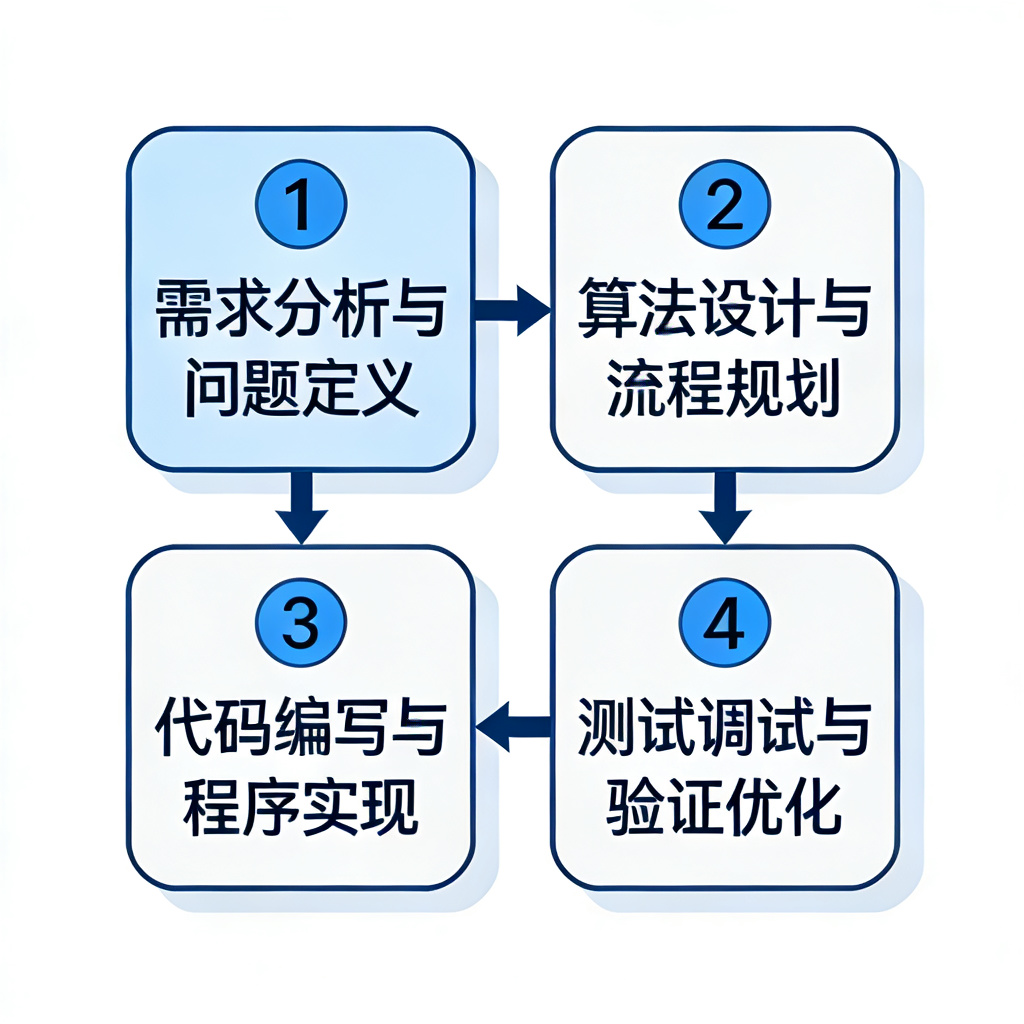 1
需求分析与
问题定义
2
算法设计与
流程规划
3
代码编写与
程序实现
4
测试调试与
验证优化